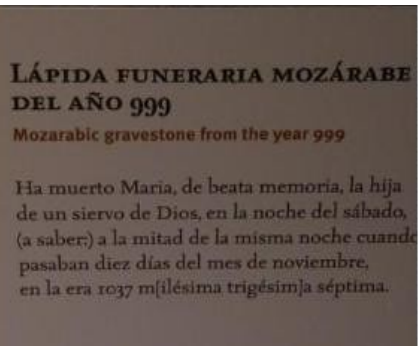 LÁPIDA FUNERARIA MOZÁRABE
DEL AÑO 999
Mozarabic gravestone from the year 999
Ha muerto Maria, de beata memoria, la hija
de un siervo de Dios, en la noche del sábado,
(a saber:) a la mitad de la misma noche cuando
pasaban diez días del mes de noviembre,
en la era 1037 m[ilésima trigésim]a séptima.